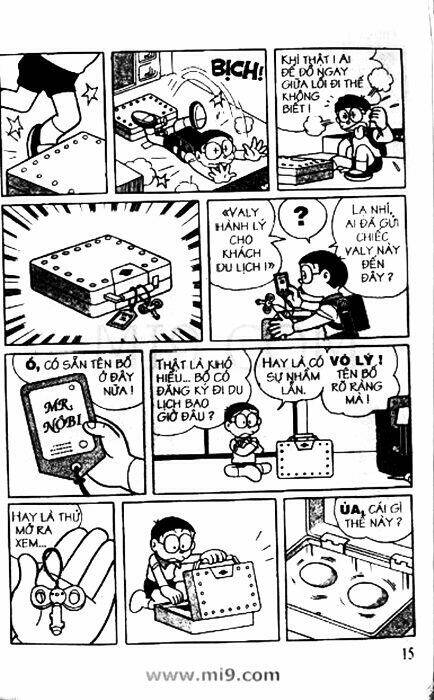 BỊCH!
KHỈ THẬT! AI
ĐỂ ĐỒ NGAY
GIỮA LỐI ĐI THẾ
KHÔNG
BIẾT!
«VALY
HÀNH LÝ
CHO
KHÁCH
DU LỊCH!»
?
LẠ NHỈ,
AI ĐÃ GỬI
CHIẾC
VALY NÀY
ĐẾN
ĐÂY?
Ô, CÓ SẴN TÊN BỐ
Ở ĐÂY
NỮA!
MR.
NÔBI
THẬT LÀ KHÓ
HIỂU... BỐ CÓ
ĐĂNG KÝ ĐI DU
LỊCH BAO
GIỜ ĐÂU?
HAY LÀ CÓ
SỰ NHẦM
LẪN.
VÔ LÝ!
TÊN BỐ
RÕ RÀNG
MÀ!
HAY LÀ THỬ
MỞ RA
XEM...
ỦA, CÁI GÌ
THẾ NÀY?
15
www.mi9.com